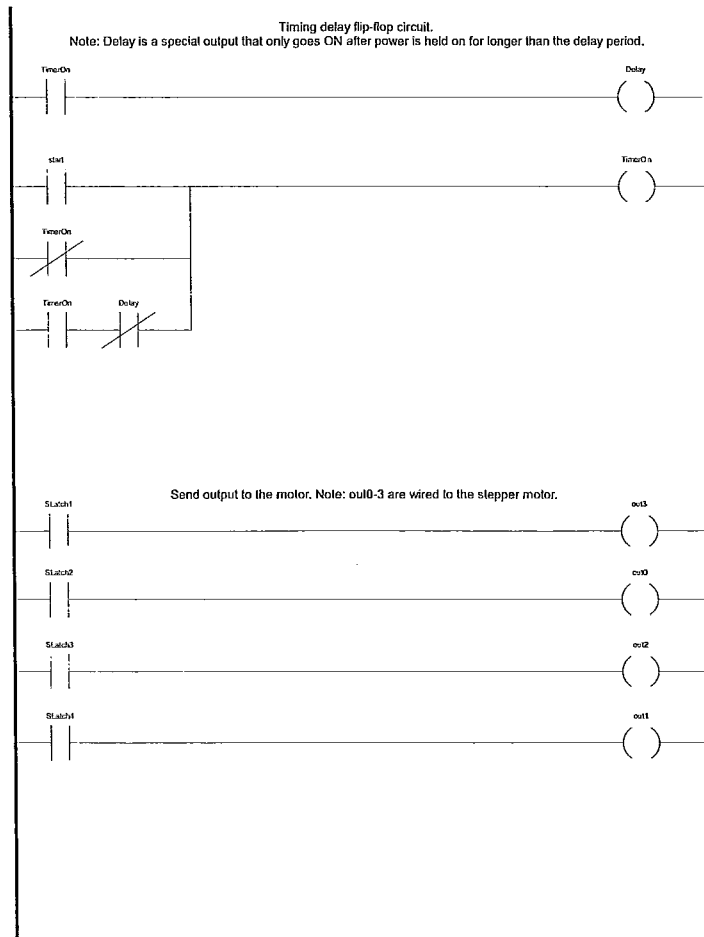 Timing delay flip-flop circuit.
Note: Delay is a special output that only goes ON after power is held on for longer than the delay period.
TimerOn Delay
start TimerOn
TimerOn
TimerOn Delay
Send output to the motor. Note: out0-3 are wired to the stepper motor.
SLatch1 out3
SLatch2 out0
SLatch3 out2
SLatch4 out1